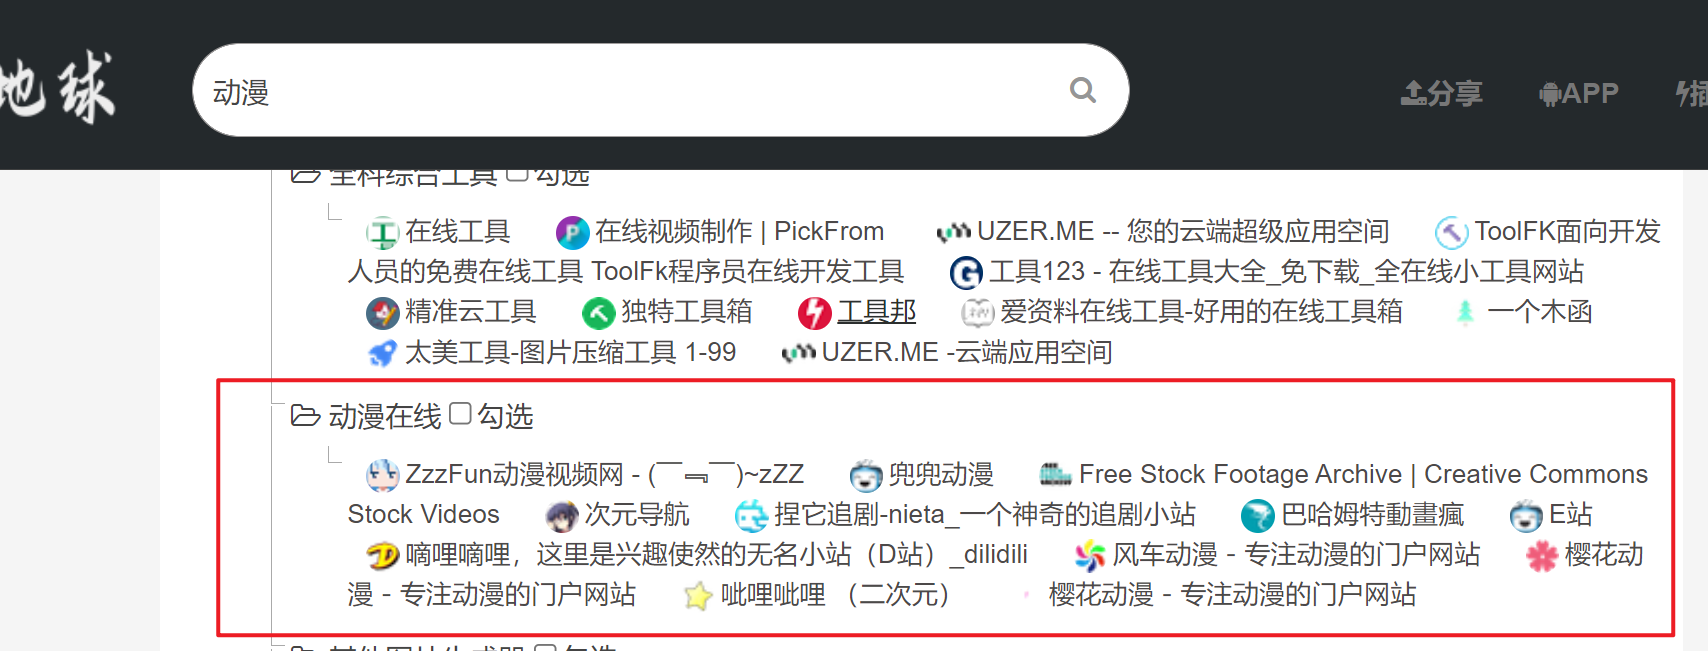 地球
动漫
分享
APP
全科综合工具 勾选
在线工具 在线视频制作 | PickFrom UZER.ME -- 您的云端超级应用空间 ToolFK面向开发
人员的免费在线工具 ToolFk程序员在线开发工具 工具123 - 在线工具大全_免下载_全在线小工具网站
精准云工具 独特工具箱 工具邦 爱资料在线工具-好用的在线工具箱 一个木函
太美工具-图片压缩工具 1-99 UZER.ME -云端应用空间
动漫在线 勾选
ZzzFun动漫视频网 - (￣﹃￣)~zZZ 兜兜动漫 Free Stock Footage Archive | Creative Commons
Stock Videos 次元导航 捏它追剧-nieta_一个神奇的追剧小站 巴哈姆特動畫瘋 E站
嘀哩嘀哩，这里是兴趣使然的无名小站（D站）_dilidili 风车动漫 - 专注动漫的门户网站 樱花动
漫 - 专注动漫的门户网站 呲哩呲哩 （二次元） 樱花动漫 - 专注动漫的门户网站